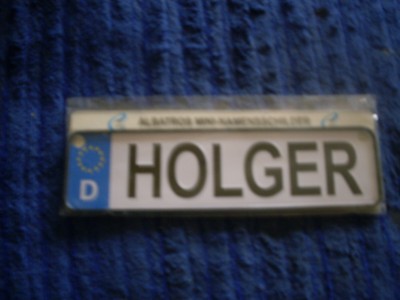 ALBATROS MINI-NAMENSSCHILDER
D HOLGER